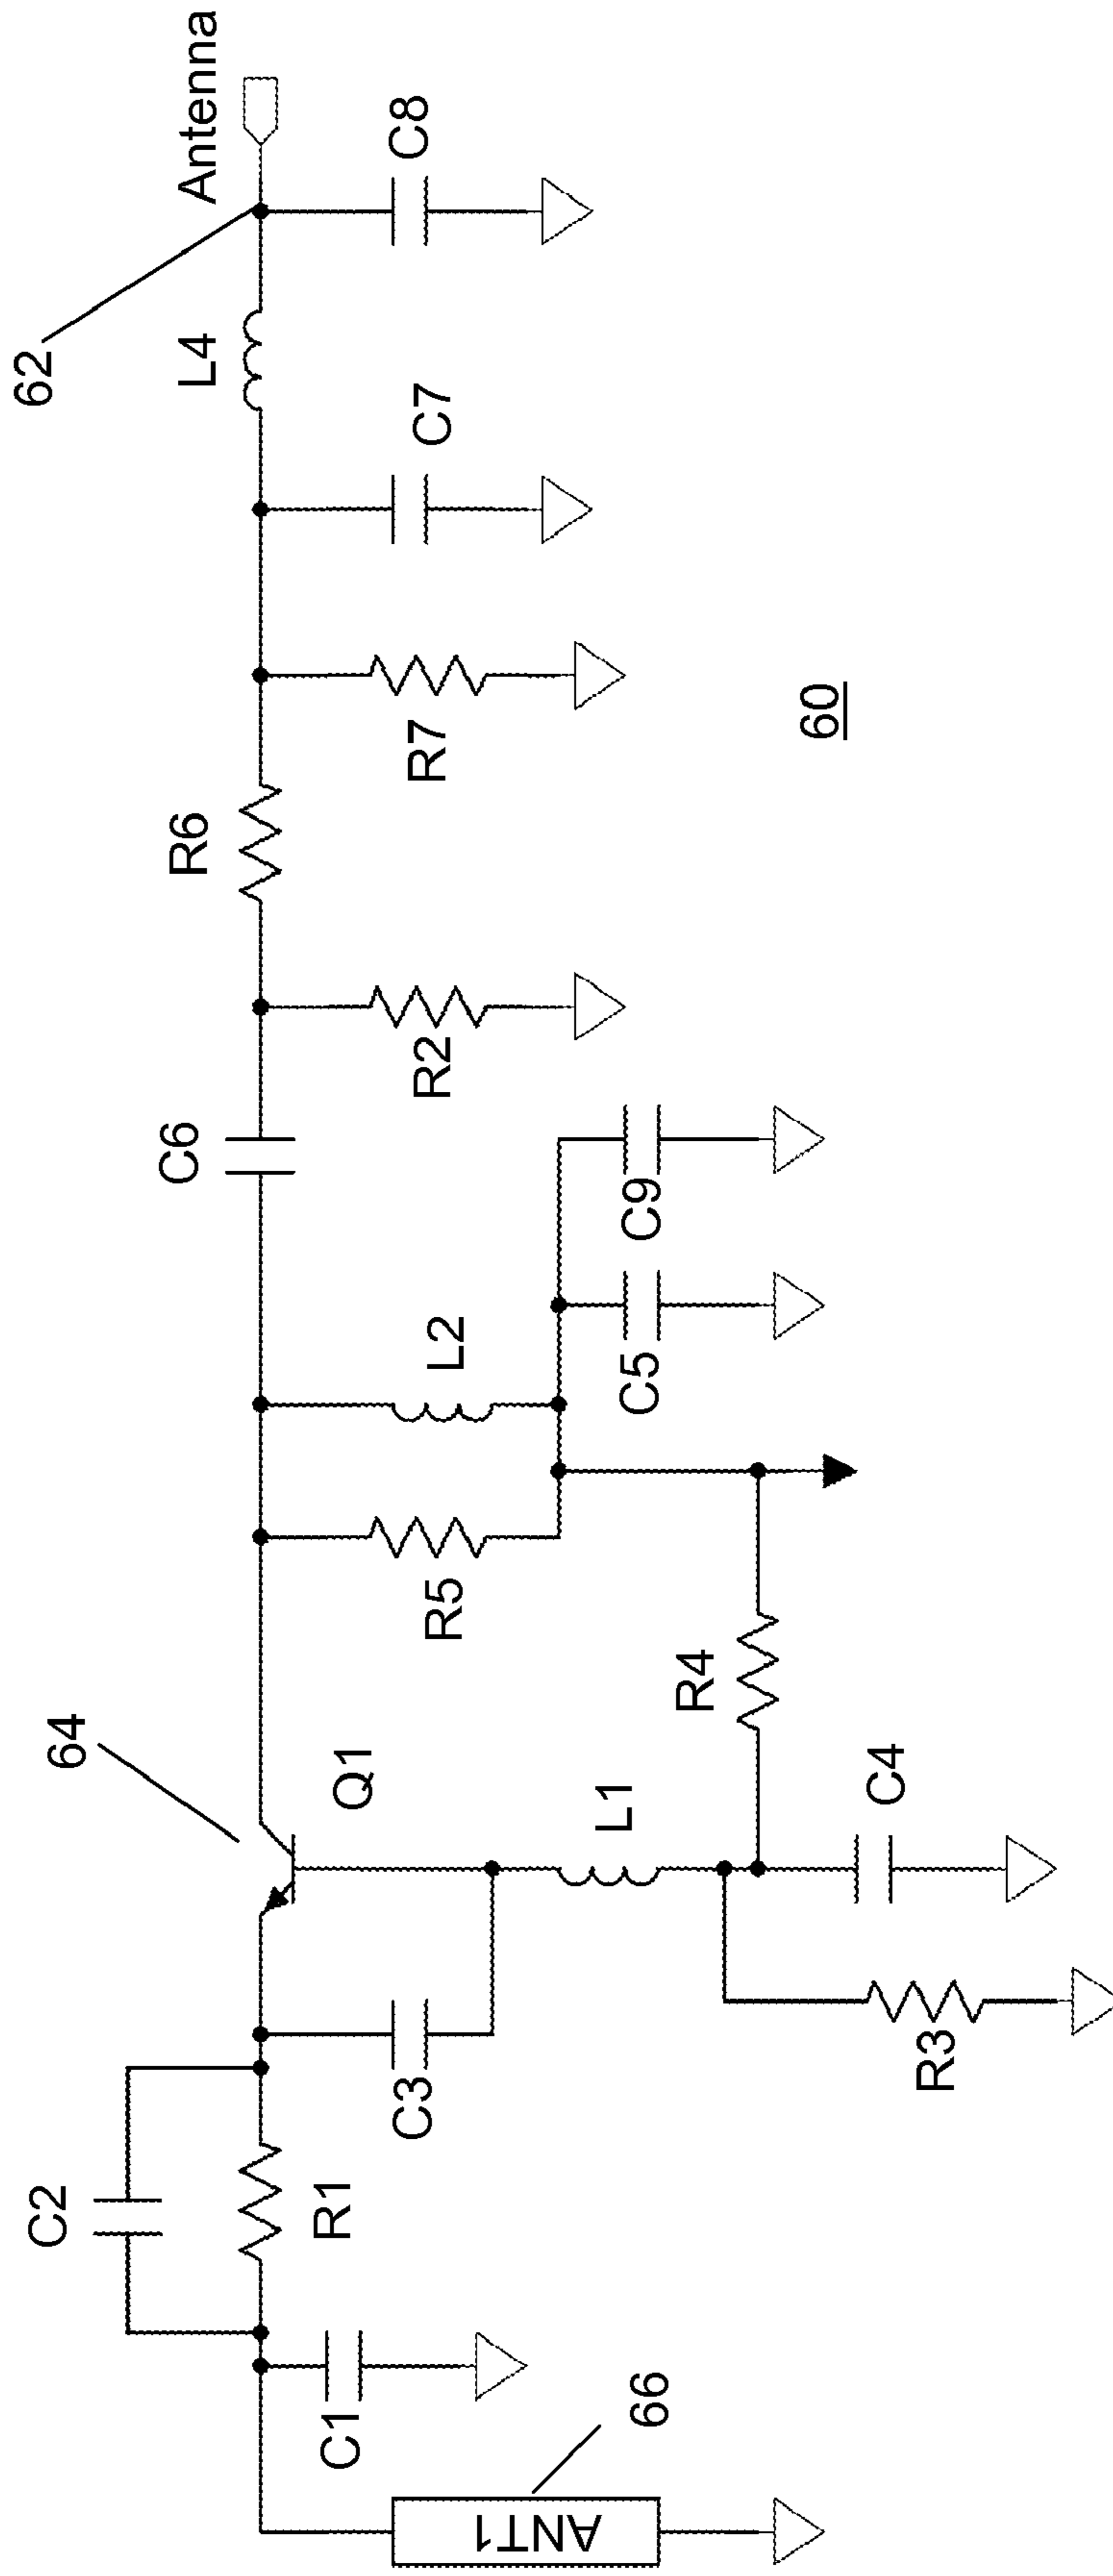 Antenna
62
L4
C8
C7
R7
R6
60
R2
C6
C9
L2
C5
R5
R4
64
Q1
L1
C4
C3
R3
C2
R1
C1
66
ANT1